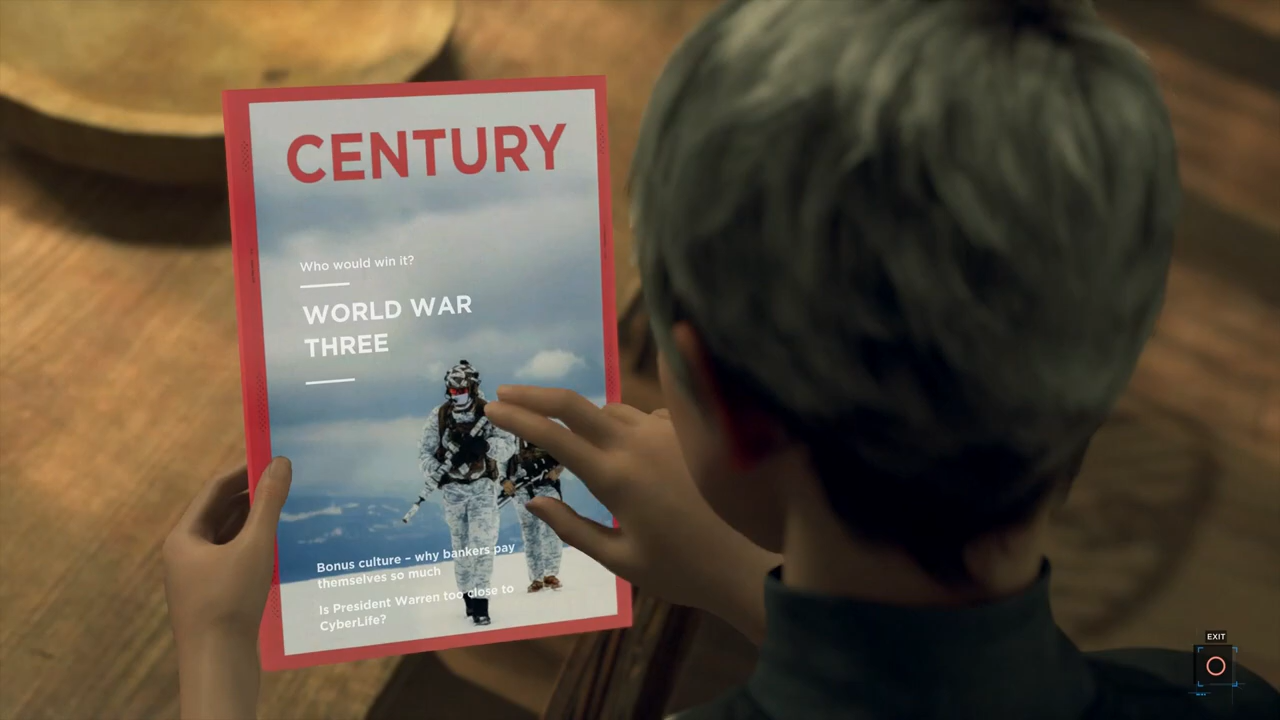 CENTURY
Who would win it?
WORLD WAR
THREE
Bonus culture – why bankers pay
themselves so much
Is President Warren too close to
CyberLife?
EXIT